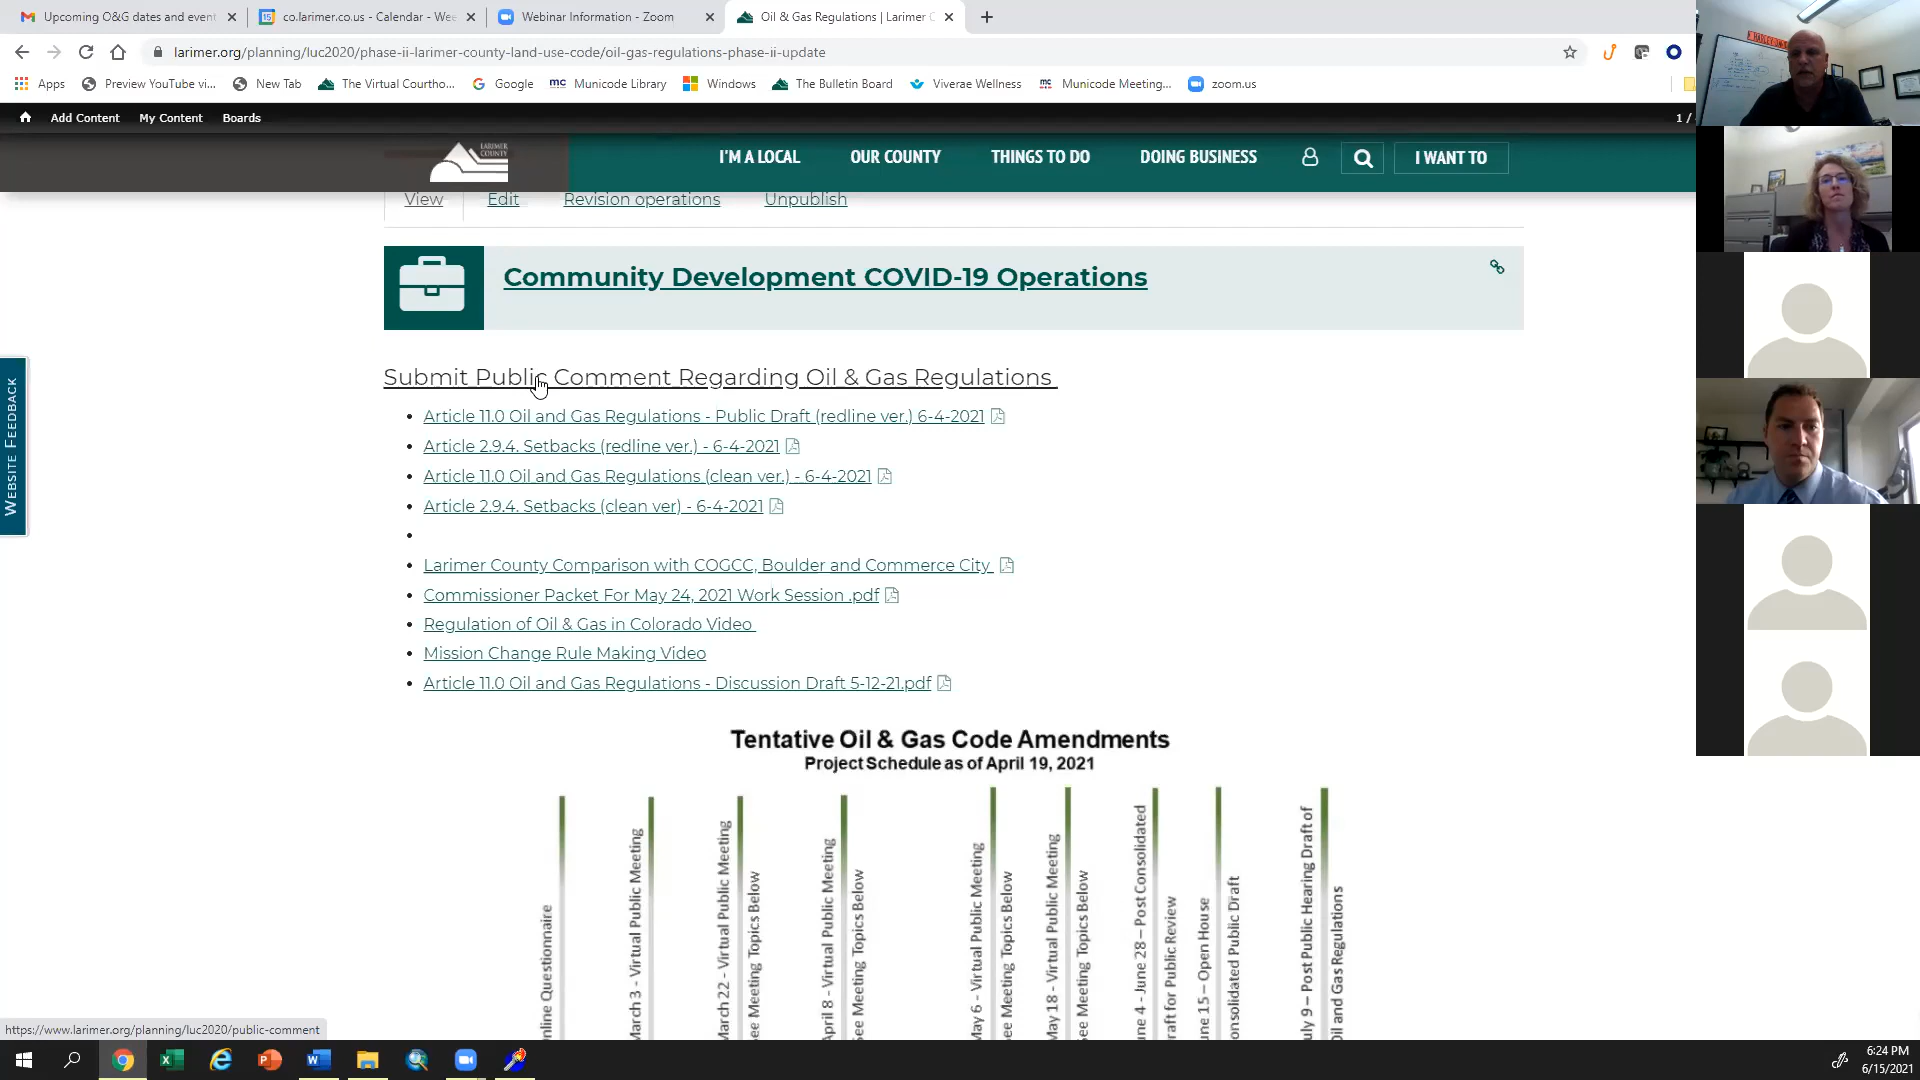 Upcoming O&G dates and event
co.larimer.co.us - Calendar - Wee
Webinar Information - Zoom
Oil & Gas Regulations | Larimer C
larimer.org/planning/luc2020/phase-ii-larimer-county-land-use-code/oil-gas-regulations-phase-ii-update
Apps
Preview YouTube vi...
New Tab
The Virtual Courtho...
Google
Municode Library
Windows
The Bulletin Board
Viverae Wellness
Municode Meeting...
zoom.us
Add Content
My Content
Boards
1 /
LARIMER
COUNTY
I'M A LOCAL
OUR COUNTY
THINGS TO DO
DOING BUSINESS
I WANT TO
View
Edit
Revision operations
Unpublish
Community Development COVID-19 Operations
WEBSITE FEEDBACK
Submit Public Comment Regarding Oil & Gas Regulations
Article 11.0 Oil and Gas Regulations - Public Draft (redline ver.) 6-4-2021
Article 2.9.4. Setbacks (redline ver.) - 6-4-2021
Article 11.0 Oil and Gas Regulations (clean ver.) - 6-4-2021
Article 2.9.4. Setbacks (clean ver) - 6-4-2021
Larimer County Comparison with COGCC, Boulder and Commerce City
Commissioner Packet For May 24, 2021 Work Session .pdf
Regulation of Oil & Gas in Colorado Video
Mission Change Rule Making Video
Article 11.0 Oil and Gas Regulations - Discussion Draft 5-12-21.pdf
Tentative Oil & Gas Code Amendments
Project Schedule as of April 19, 2021
nline Questionnaire
March 3 - Virtual Public Meeting
March 22 - Virtual Public Meeting
ee Meeting Topics Below
April 8 - Virtual Public Meeting
ee Meeting Topics Below
May 6 - Virtual Public Meeting
ee Meeting Topics Below
May 18 - Virtual Public Meeting
ee Meeting Topics Below
une 4 - June 28 – Post Consolidated
raft for Public Review
une 15 – Open House
onsolidated Public Draft
uly 9 – Post Public Hearing Draft of
Oil and Gas Regulations
https://www.larimer.org/planning/luc2020/public-comment
6:24 PM
6/15/2021